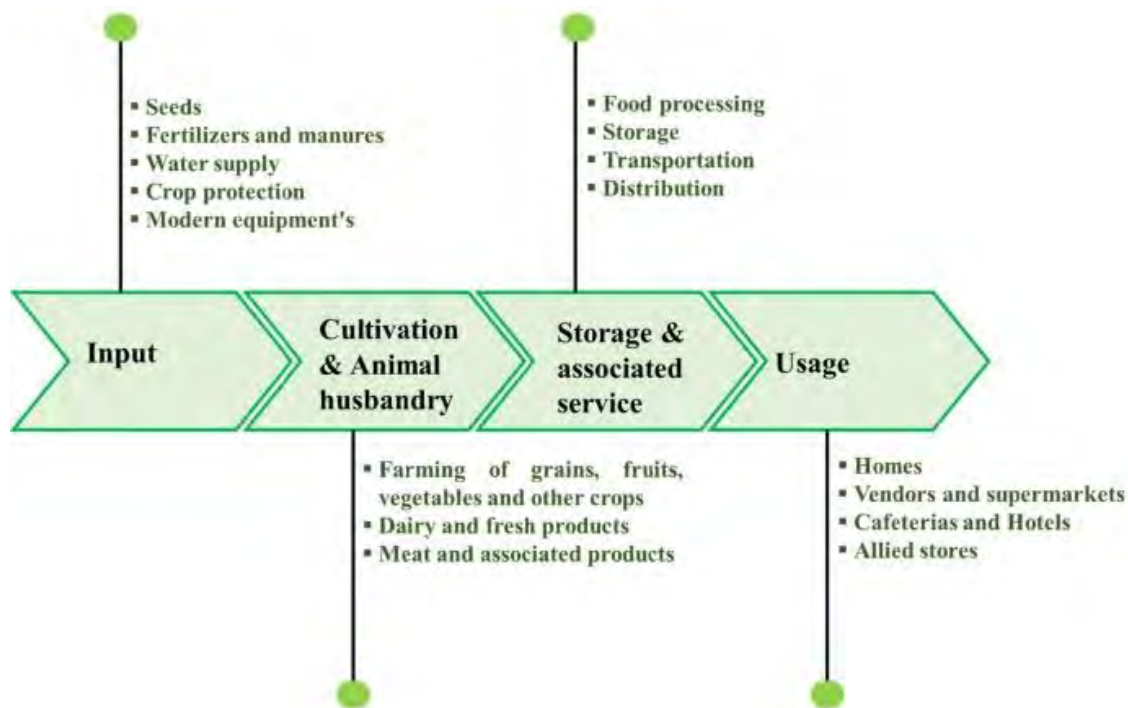 ▪ Seeds
▪ Fertilizers and manures
▪ Water supply
▪ Crop protection
▪ Modern equipment's
▪ Food processing
▪ Storage
▪ Transportation
▪ Distribution
Input
Cultivation
& Animal
husbandry
Storage &
associated
service
Usage
▪ Farming of grains, fruits,
vegetables and other crops
▪ Dairy and fresh products
▪ Meat and associated products
▪ Homes
▪ Vendors and supermarkets
▪ Cafeterias and Hotels
▪ Allied stores